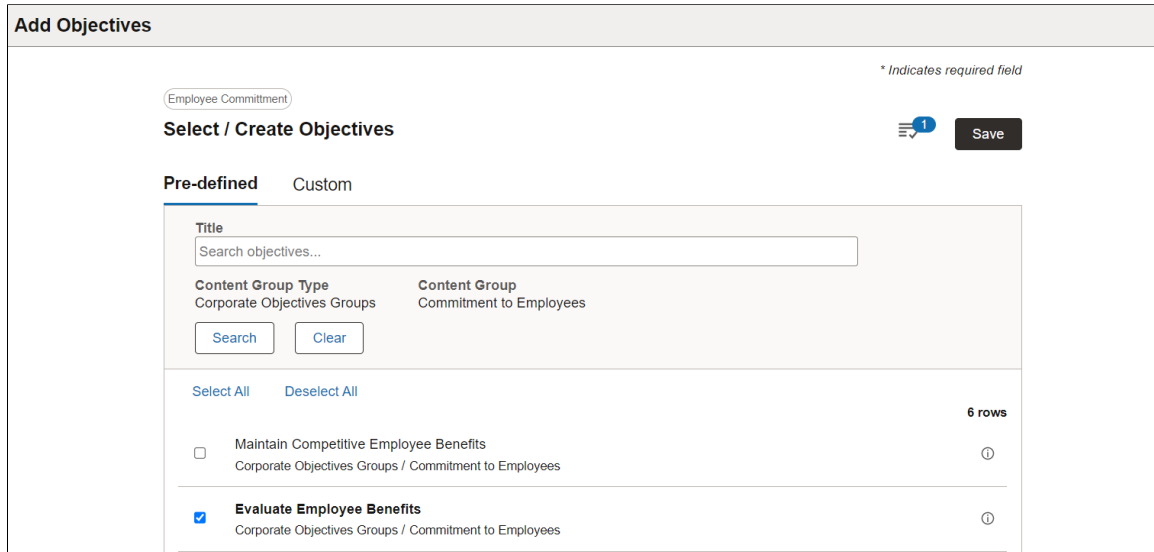 Add Objectives
* Indicates required field
Employee Committment
Select / Create Objectives
1
Save
Pre-defined Custom
Title
Search objectives...
Content Group Type Content Group
Corporate Objectives Groups Commitment to Employees
Search Clear
Select All Deselect All
6 rows
Maintain Competitive Employee Benefits
Corporate Objectives Groups / Commitment to Employees
Evaluate Employee Benefits
Corporate Objectives Groups / Commitment to Employees